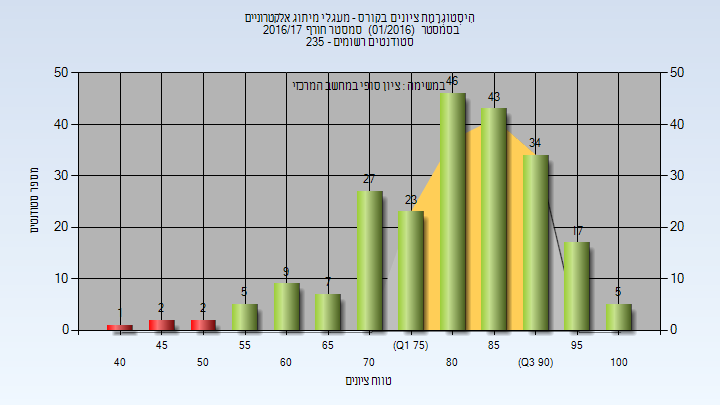 היסטוגרמת ציונים בקורס - מעגלי מיתוג אלקטרוניים
בסמסטר (01/2016) סמסטר חורף 2016/17
סטודנטים רשומים - 235
במשימה : ציון סופי במחשב המרכזי
50 50
40 40
30 30
20 20
10 10
0 0
1 2 2 5 9 7 27 23 46 43 34 17 5
מספר סטודנטים
45 55 65 (Q1 75) 85 95
40 50 60 70 80 (Q3 90) 100
טווח ציונים